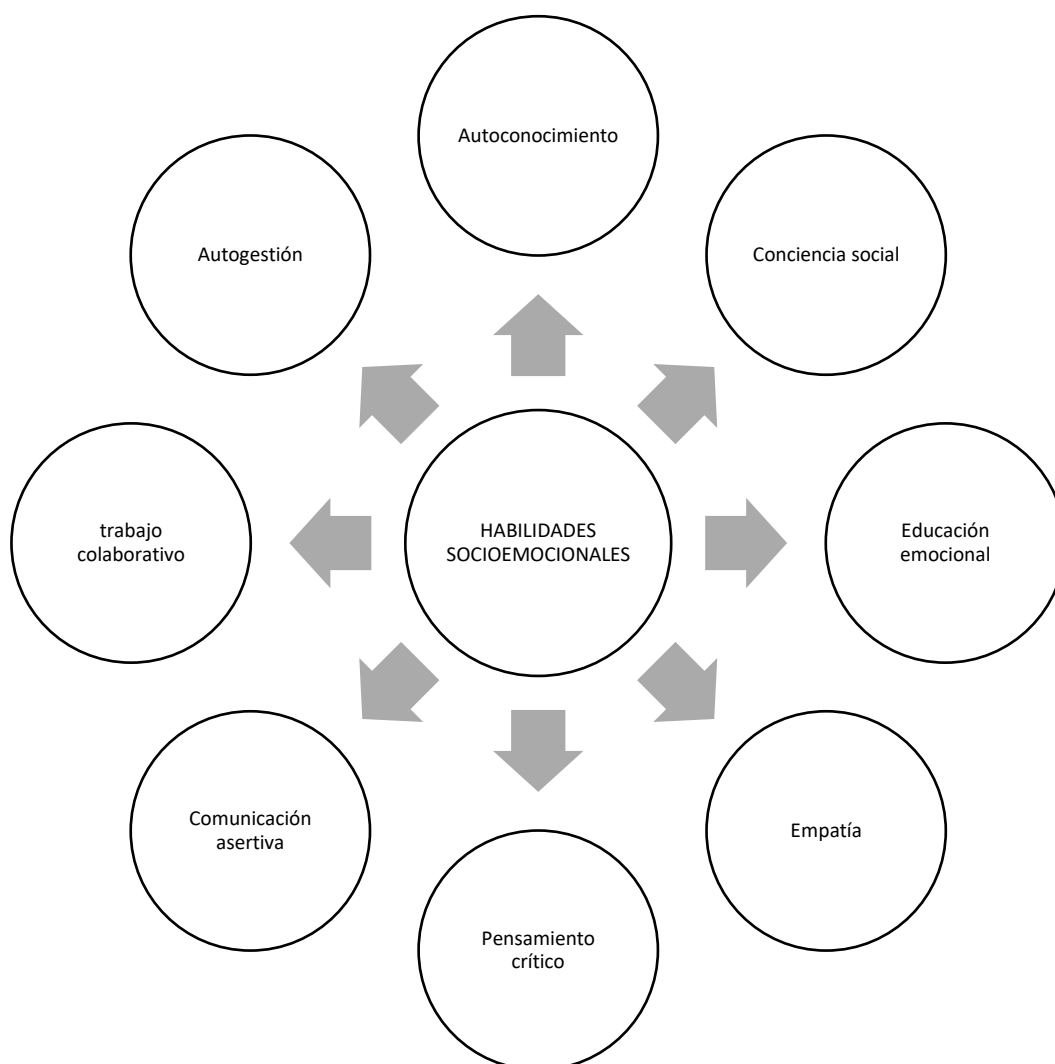 Autoconocimiento
Autogestión
Conciencia social
trabajo
colaborativo
HABILIDADES
SOCIOEMOCIONALES
Educación
emocional
Comunicación
asertiva
Empatía
Pensamiento
crítico